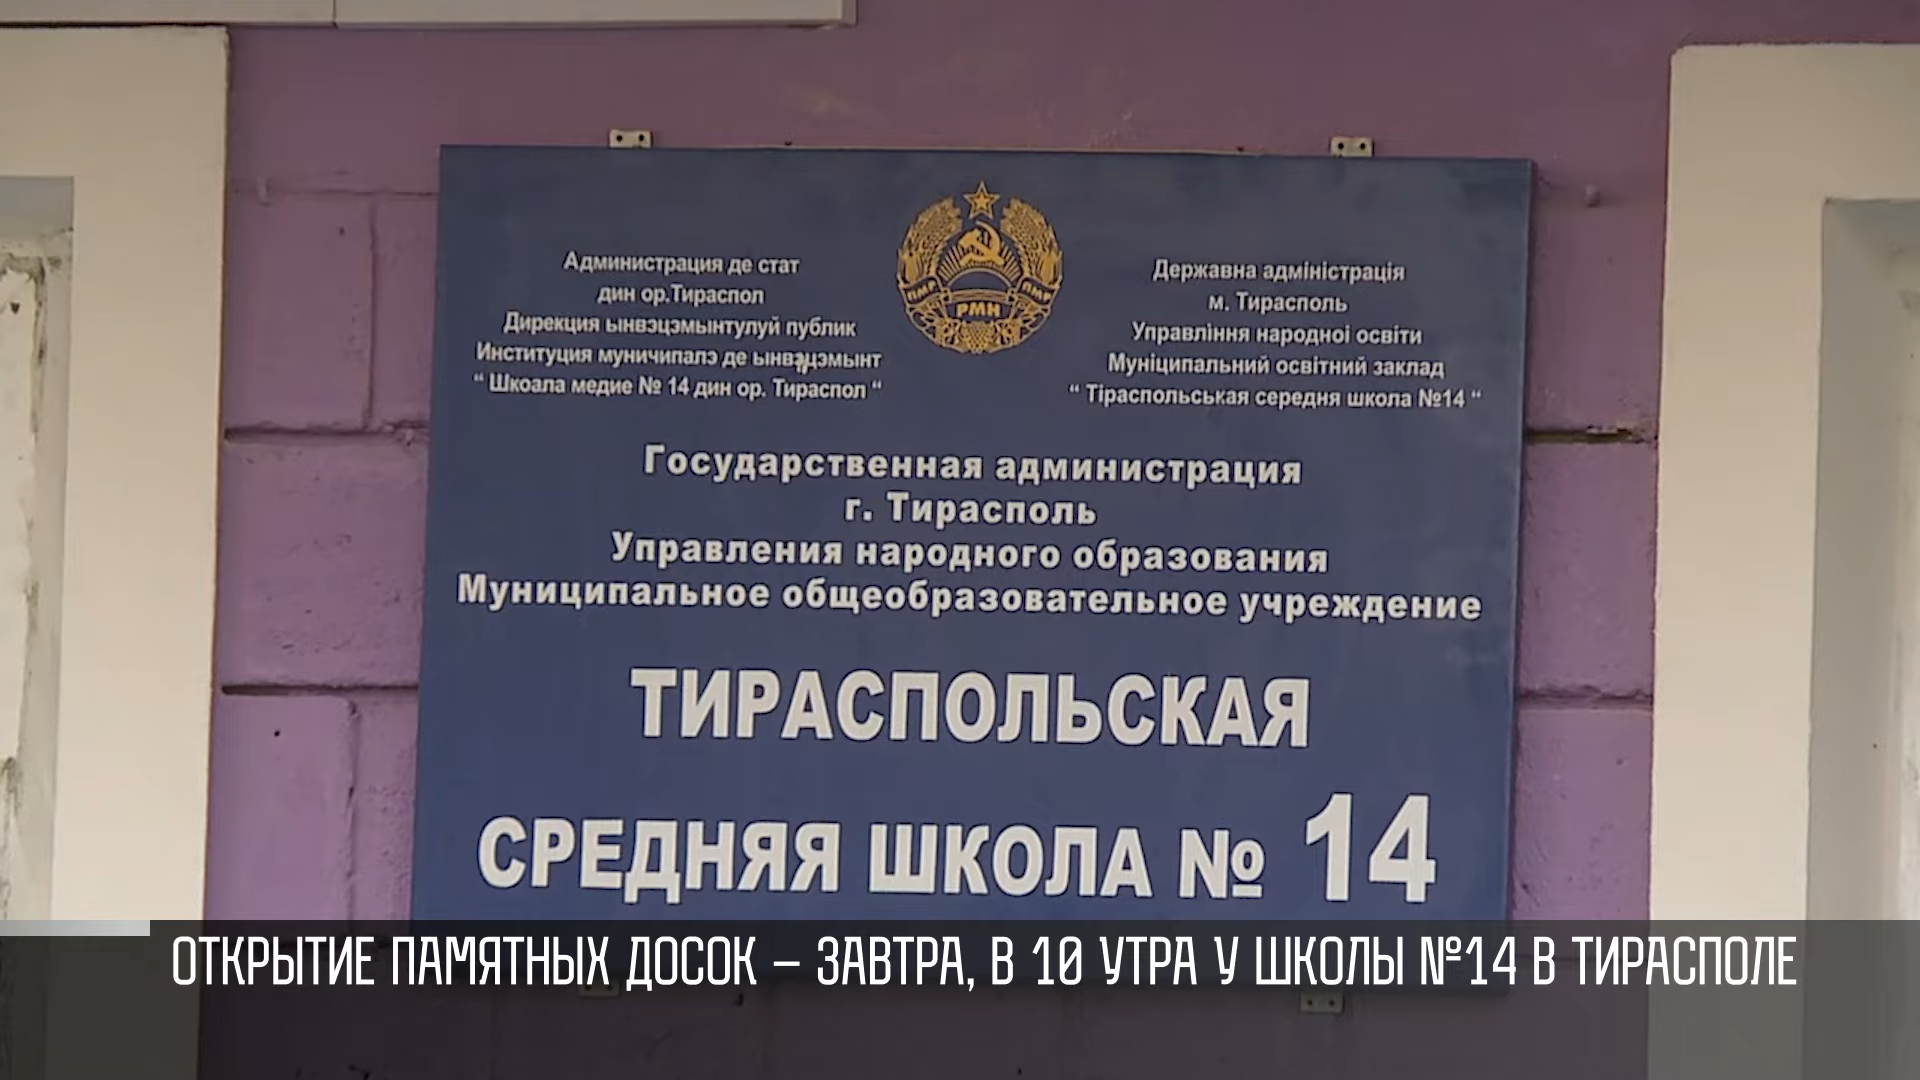 ПМР РМН ПМР
Администрация де стат
дин ор.Тираспол
Дирекция ынвэцэмынтулуй публик
Институция муничипалэ де ынвэцэмынт
“ Школа медие № 14 дин ор. Тираспол “
Державна адміністрація
м. Тирасполь
Управління народної освіти
Муніципальний освітний заклад
“ Тіраспольськая середня школа №14 “
Государственная администрация
г. Тирасполь
Управления народного образования
Муниципальное общеобразовательное учреждение
ТИРАСПОЛЬСКАЯ
СРЕДНЯЯ ШКОЛА № 14
ОТКРЫТИЕ ПАМЯТНЫХ ДОСОК – ЗАВТРА, В 10 УТРА У ШКОЛЫ №14 В ТИРАСПОЛЕ